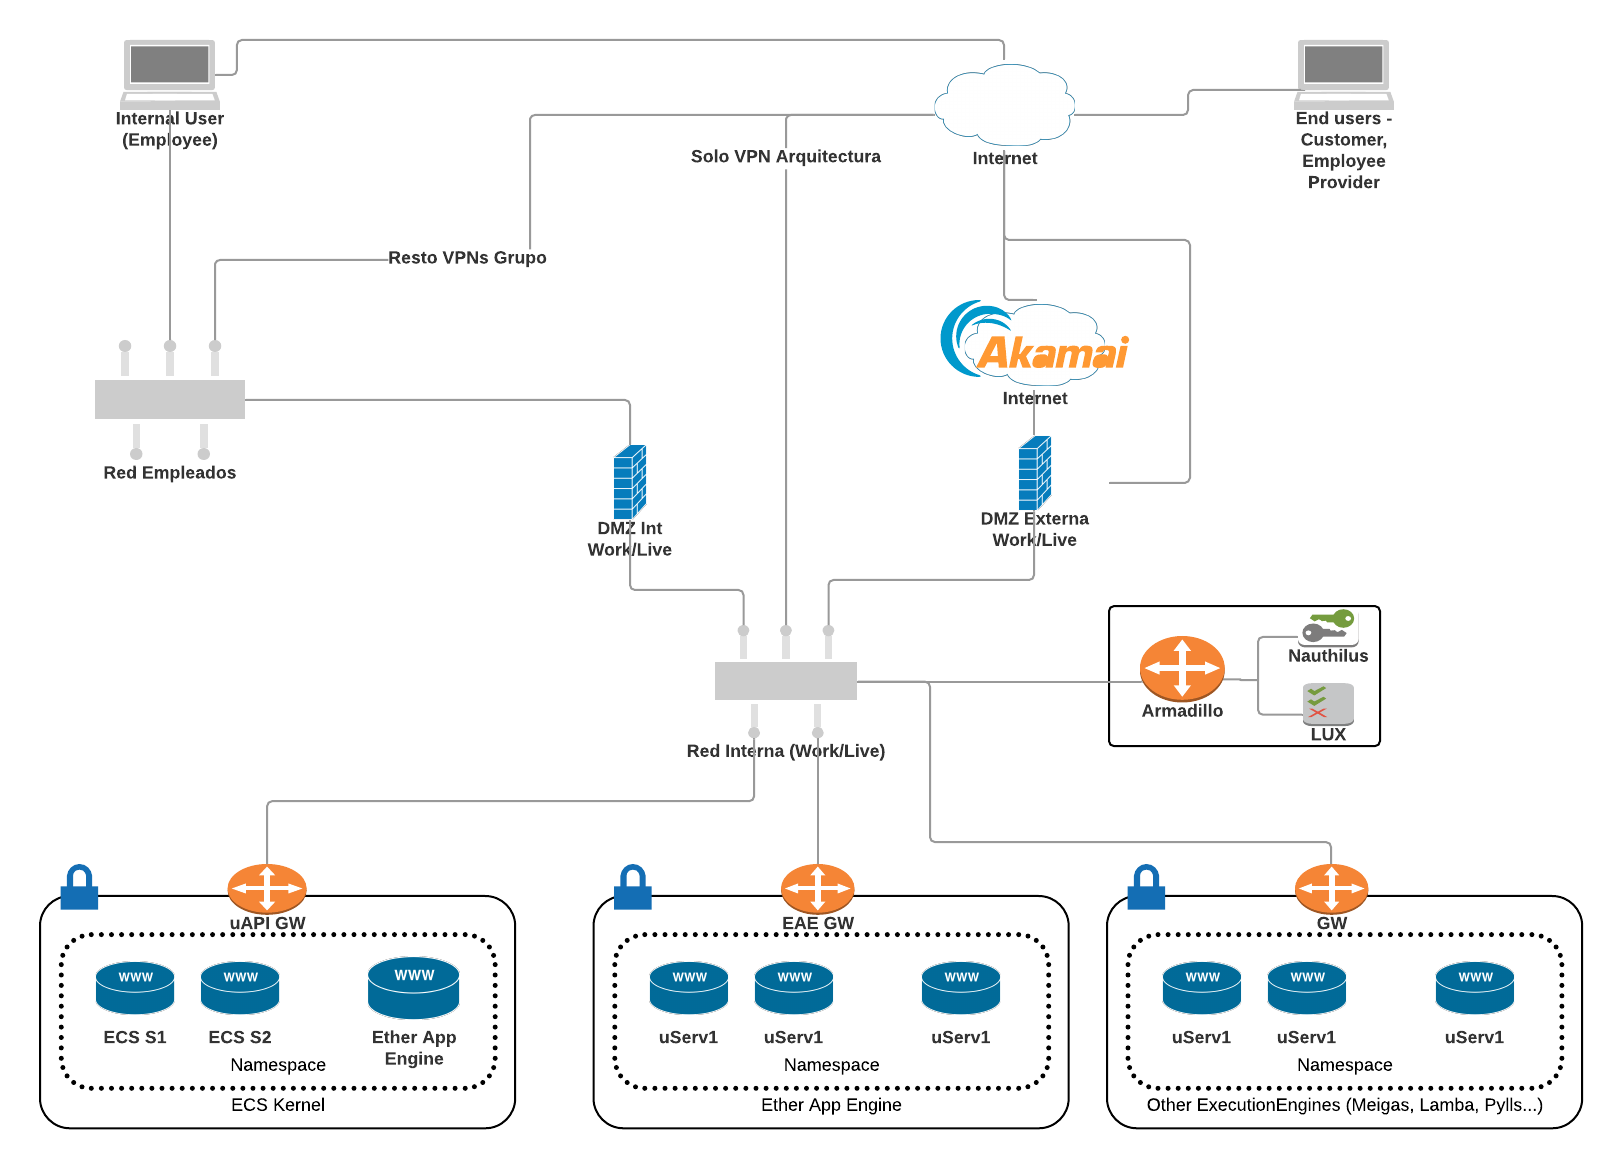 Internal User
(Employee)
Internet
End users -
Customer,
Employee
Provider
Solo VPN Arquitectura
Resto VPNs Grupo
Akamai
Internet
Red Empleados
DMZ Int
Work/Live
DMZ Externa
Work/Live
Nauthilus
Armadillo
LUX
Red Interna (Work/Live)
uAPI GW
WWW
WWW
WWW
ECS S1
ECS S2
Ether App
Engine
Namespace
ECS Kernel
EAE GW
WWW
WWW
WWW
uServ1
uServ1
uServ1
Namespace
Ether App Engine
GW
WWW
WWW
WWW
uServ1
uServ1
uServ1
Namespace
Other ExecutionEngines (Meigas, Lamba, Pylls...)